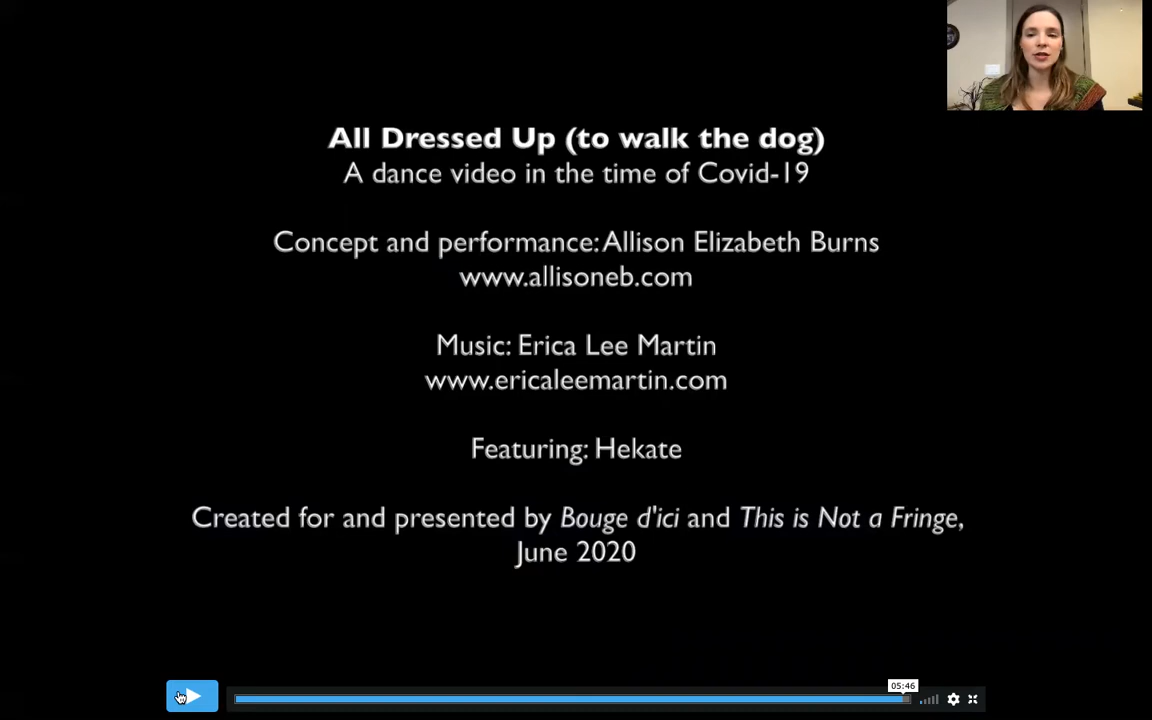 All Dressed Up (to walk the dog)
A dance video in the time of Covid-19
Concept and performance: Allison Elizabeth Burns
www.allisoneb.com
Music: Erica Lee Martin
www.ericaleemartin.com
Featuring: Hekate
Created for and presented by Bouge d'ici and This is Not a Fringe,
June 2020
05:46